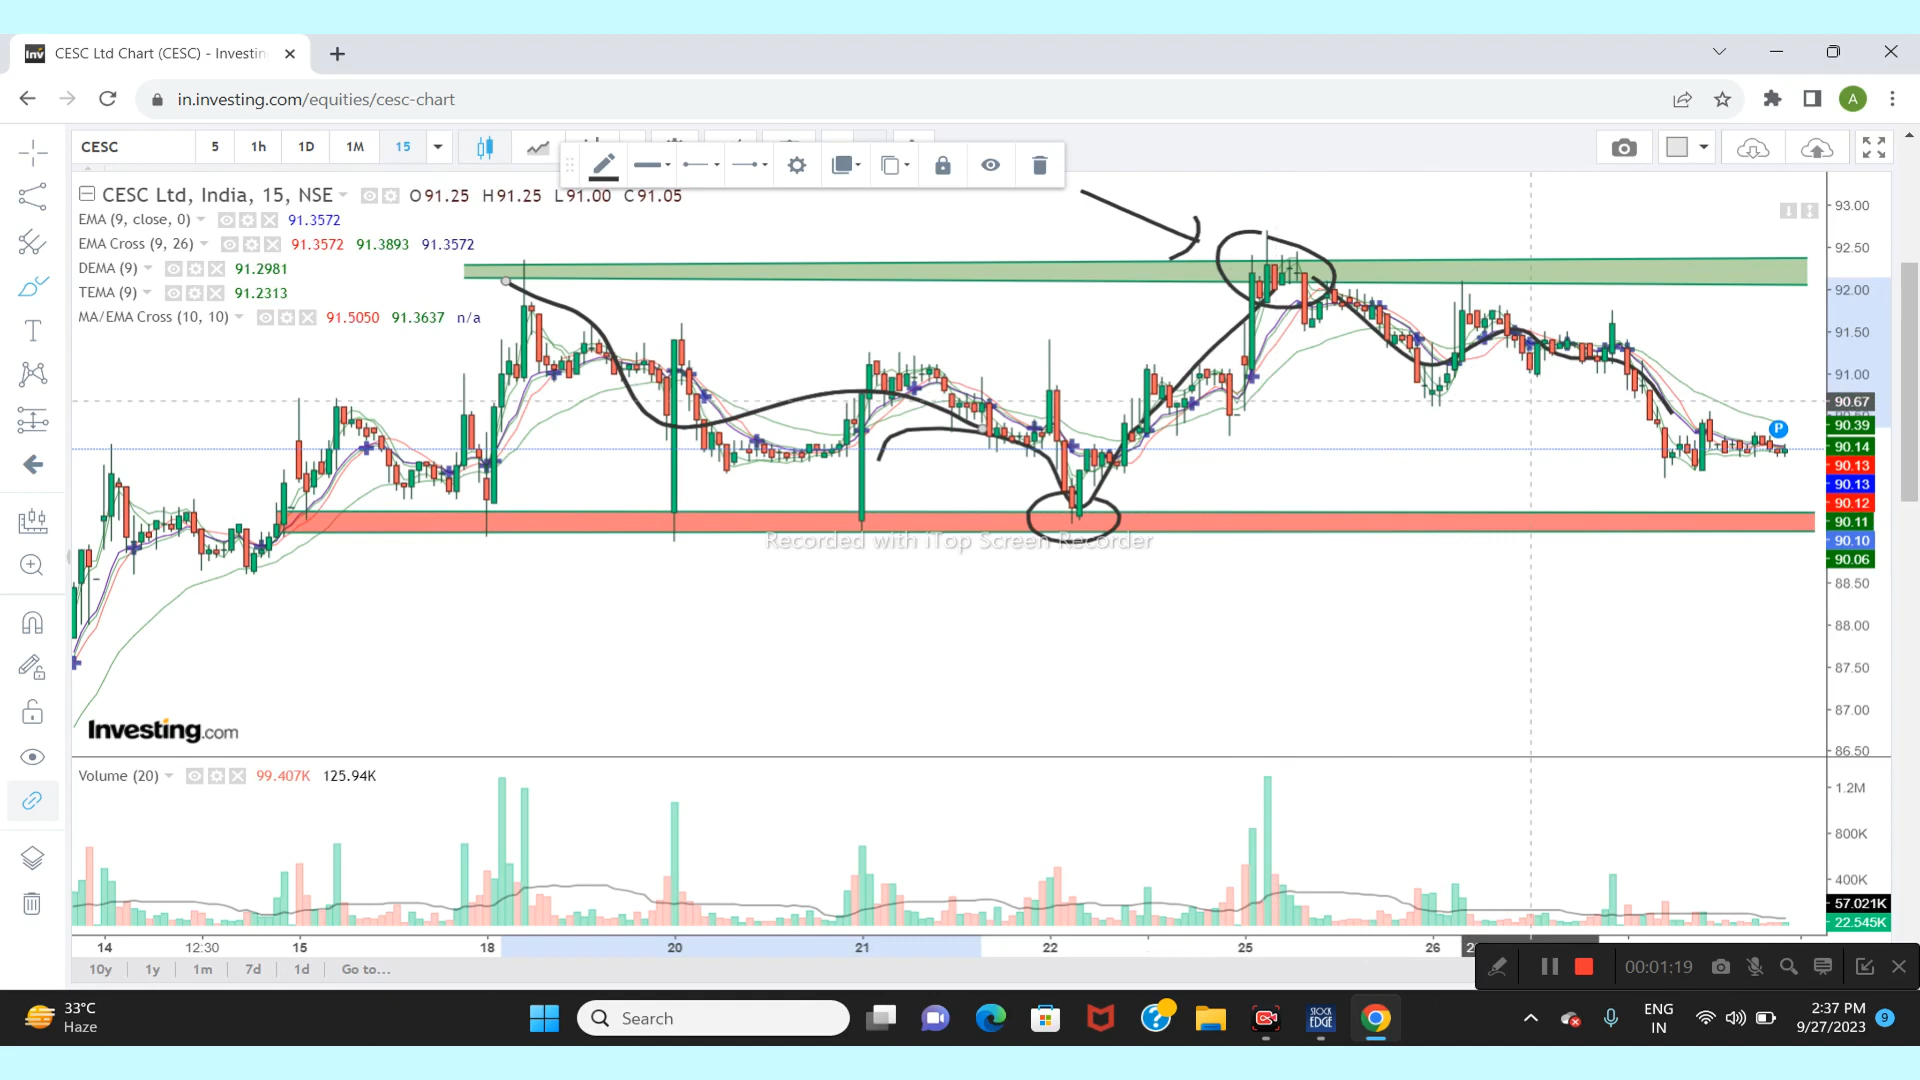 CESC Ltd Chart (CESC) - Investin
in.investing.com/equities/cesc-chart
A
CESC 5 1h 1D 1M 15
CESC Ltd, India, 15, NSE O91.25 H91.25 L91.00 C91.05
EMA (9, close, 0) 91.3572
EMA Cross (9, 26) 91.3572 91.3893 91.3572
DEMA (9) 91.2981
TEMA (9) 91.2313
MA/EMA Cross (10, 10) 91.5050 91.3637 n/a
93.00
92.50
92.00
91.50
91.00
90.67
90.39
90.14
90.13
90.13
90.12
90.11
90.10
90.06
88.50
88.00
87.50
87.00
86.50
P
Recorded with iTop Screen Recorder
Investing.com
Volume (20) 99.407K 125.94K
1.2M
800K
400K
57.021K
22.545K
14 12:30 15 18 20 21 22 25 26
10y 1y 1m 7d 1d Go to...
00:01:19
33°C
Haze
Search
STOCK EDGE
ENG
IN
2:37 PM
9/27/2023
9